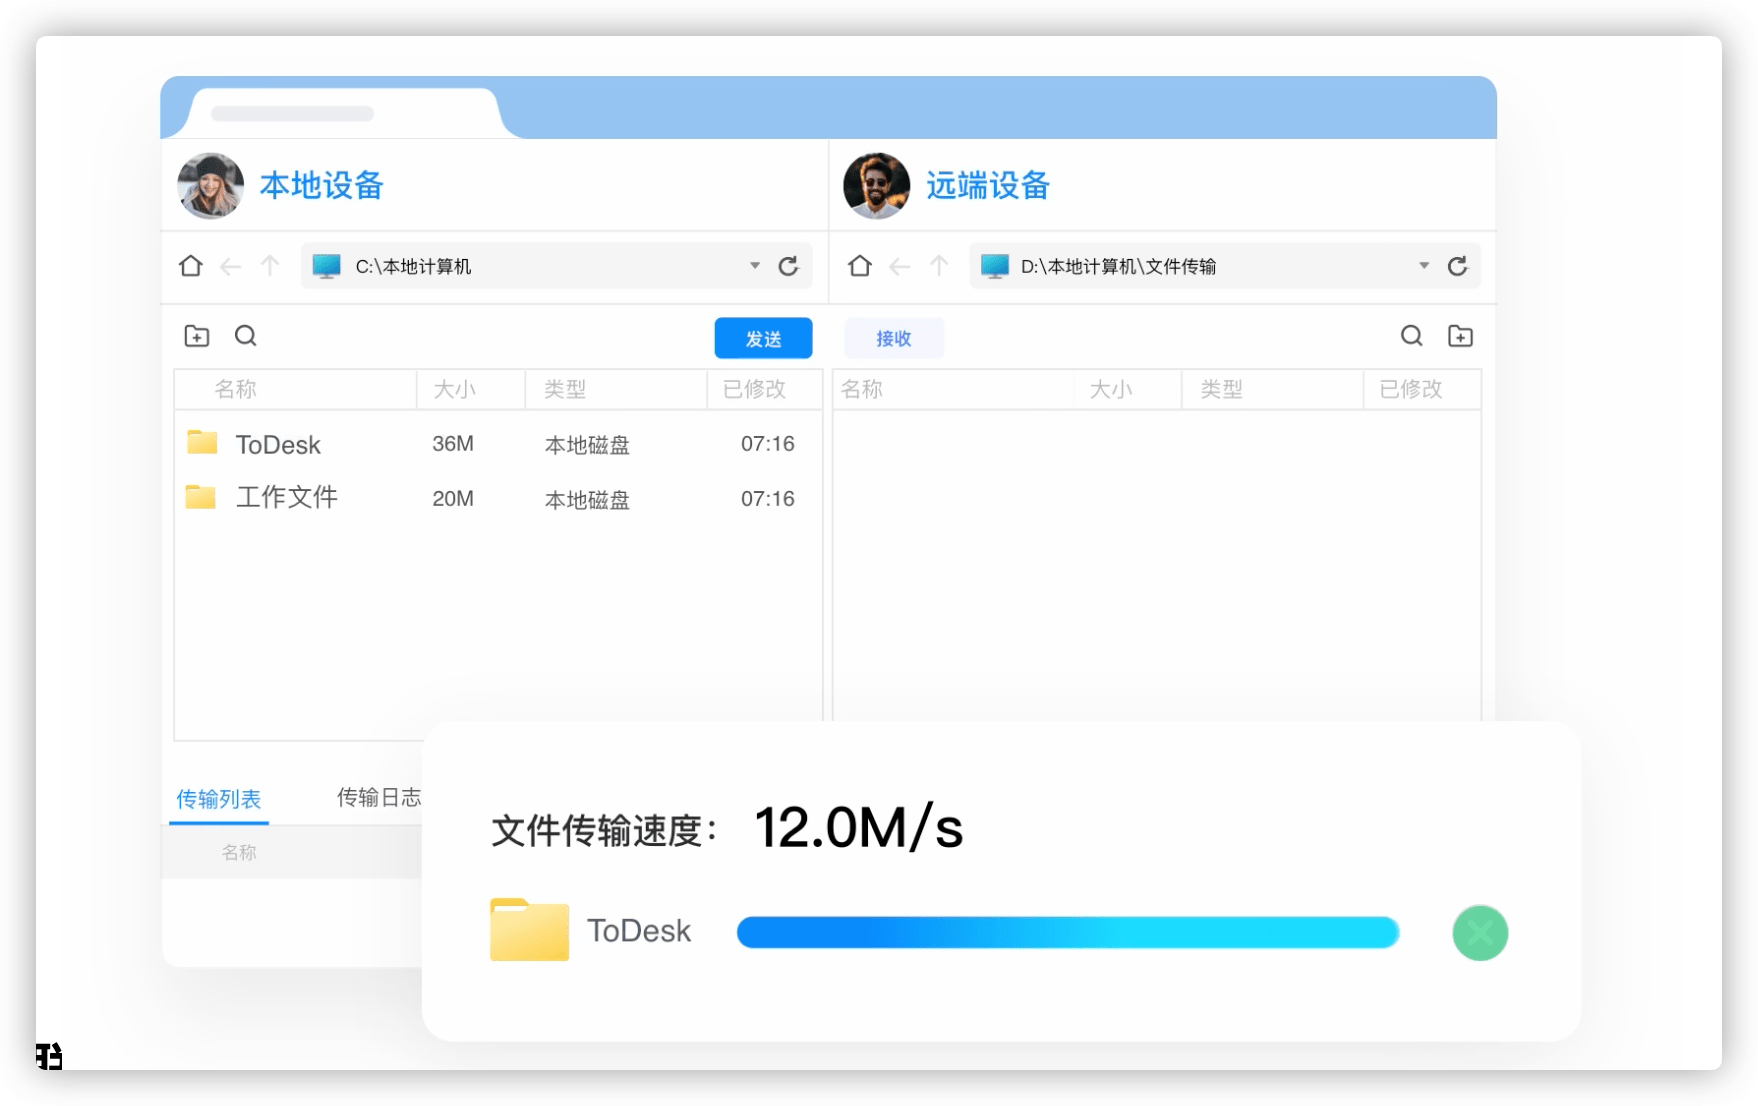 本地设备
远端设备
C:\本地计算机
D:\本地计算机\文件传输
发送
接收
名称 大小 类型 已修改
名称 大小 类型 已修改
ToDesk 36M 本地磁盘 07:16
工作文件 20M 本地磁盘 07:16
传输列表 传输日志
名称
文件传输速度： 12.0M/s
ToDesk